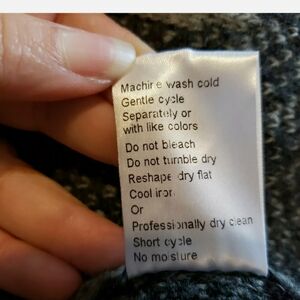 Machine wash cold
Gentle cycle
Separately or
with like colors
Do not bleach
Do not tumble dry
Reshape dry flat
Cool iron
Or
Professionally dry clean
Short cycle
No moisture